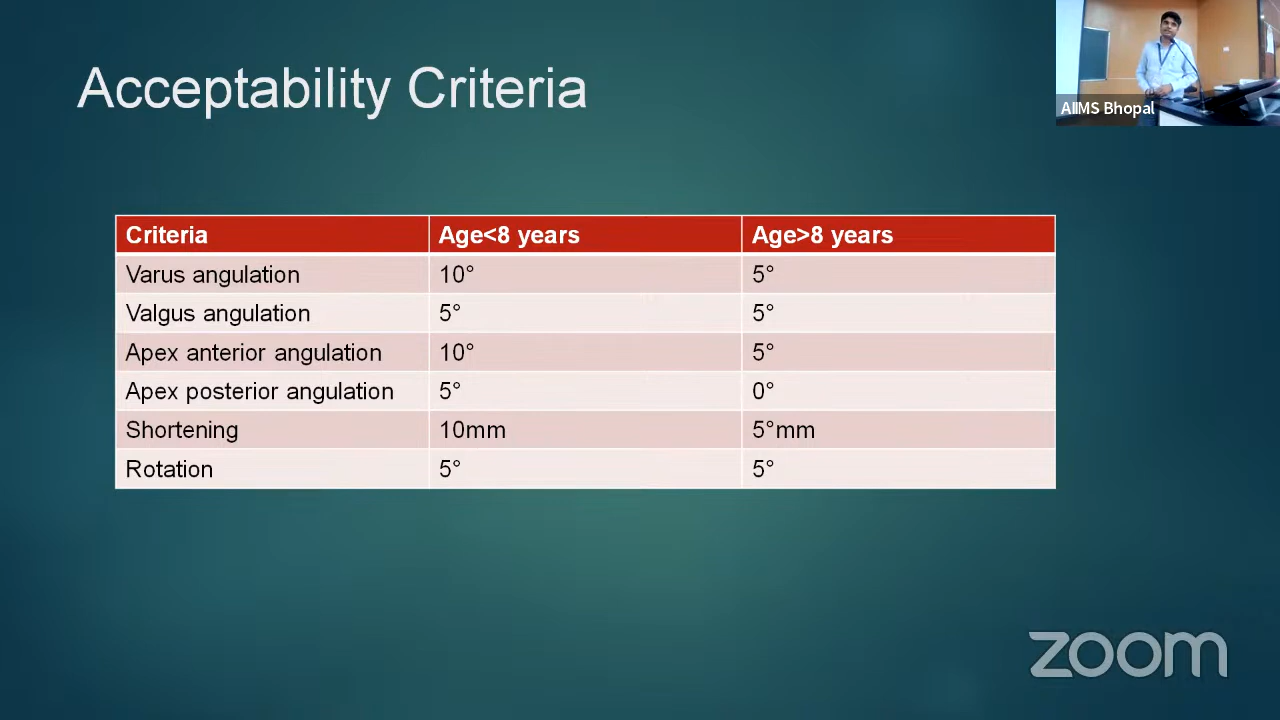 Acceptability Criteria
AIIMS Bhopal
Criteria Age<8 years Age>8 years
Varus angulation 10° 5°
Valgus angulation 5° 5°
Apex anterior angulation 10° 5°
Apex posterior angulation 5° 0°
Shortening 10mm 5°mm
Rotation 5° 5°
zoom